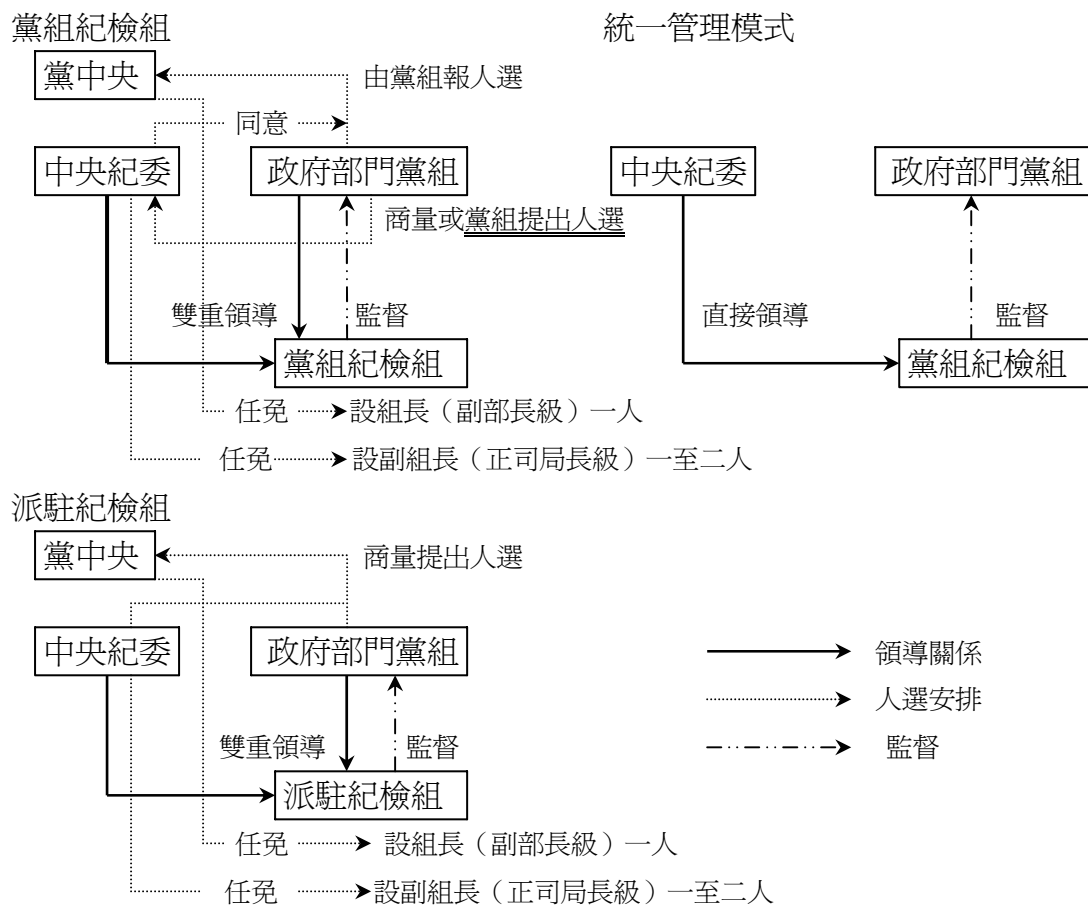 黨組紀檢組
統一管理模式
黨中央
由黨組報人選
同意
中央紀委
政府部門黨組
中央紀委
政府部門黨組
商量或黨組提出人選
雙重領導
監督
直接領導
監督
黨組紀檢組
黨組紀檢組
任免
設組長（副部長級）一人
任免
設副組長（正司局長級）一至二人
派駐紀檢組
黨中央
商量提出人選
中央紀委
政府部門黨組
領導關係
人選安排
監督
雙重領導
監督
派駐紀檢組
任免
設組長（副部長級）一人
任免
設副組長（正司局長級）一至二人